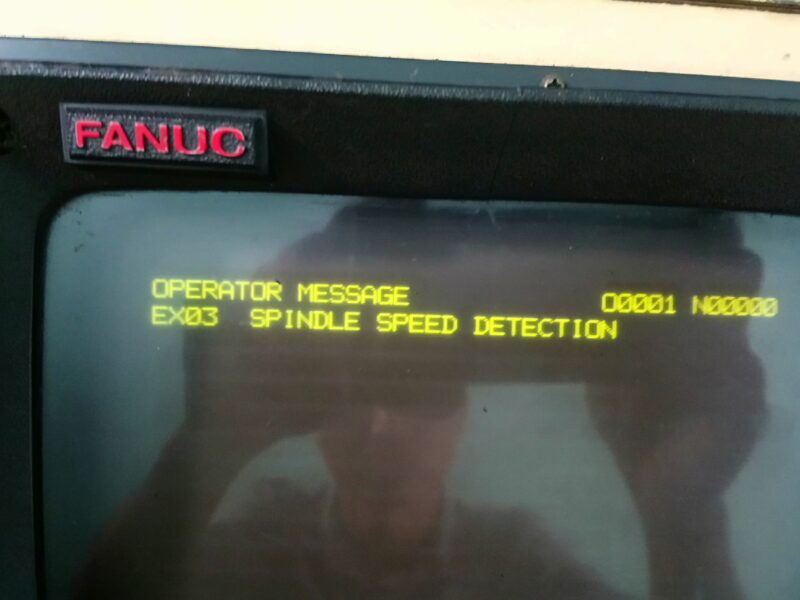 FANUC
OPERATOR MESSAGE O0001 N00000
EX03 SPINDLE SPEED DETECTION